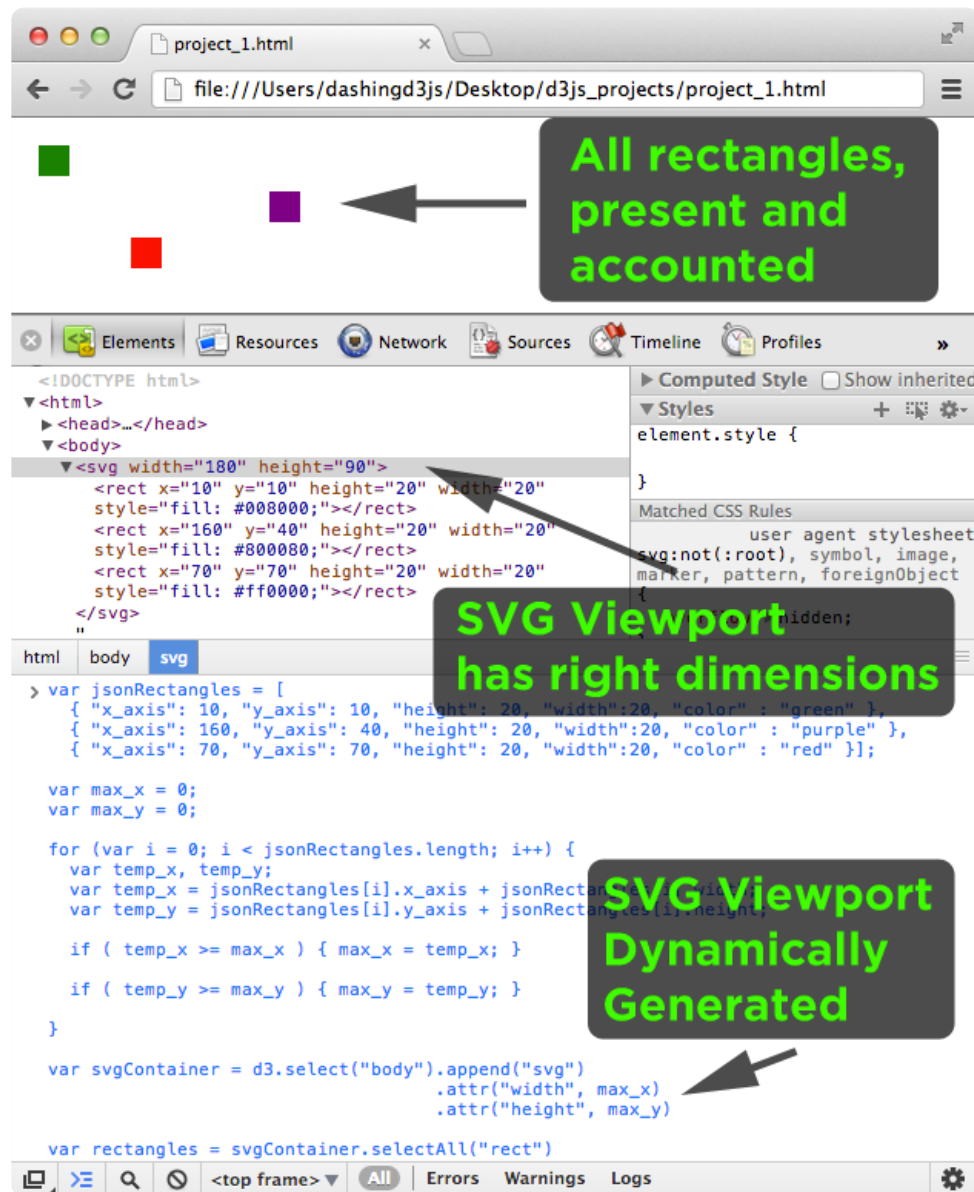 project_1.html
file:///Users/dashingd3js/Desktop/d3js_projects/project_1.html
All rectangles,
present and
accounted
Elements Resources Network Sources Timeline Profiles »
<!DOCTYPE html>
▼<html>
▶<head>…</head>
▼<body>
▼<svg width="180" height="90">
<rect x="10" y="10" height="20" width="20"
style="fill: #008000;"></rect>
<rect x="160" y="40" height="20" width="20"
style="fill: #800080;"></rect>
<rect x="70" y="70" height="20" width="20"
style="fill: #ff0000;"></rect>
</svg>
"
▶ Computed Style Show inherited
▼ Styles
element.style {
}
Matched CSS Rules
user agent stylesheet
svg:not(:root), symbol, image,
marker, pattern, foreignObject
{
hidden;
SVG Viewport
has right dimensions
html body svg
> var jsonRectangles = [
{ "x_axis": 10, "y_axis": 10, "height": 20, "width":20, "color" : "green" },
{ "x_axis": 160, "y_axis": 40, "height": 20, "width":20, "color" : "purple" },
{ "x_axis": 70, "y_axis": 70, "height": 20, "width":20, "color" : "red" }];
var max_x = 0;
var max_y = 0;
for (var i = 0; i < jsonRectangles.length; i++) {
var temp_x, temp_y;
var temp_x = jsonRectangles[i].x_axis + jsonRectangles[i].width;
var temp_y = jsonRectangles[i].y_axis + jsonRectangles[i].height;
if ( temp_x >= max_x ) { max_x = temp_x; }
if ( temp_y >= max_y ) { max_y = temp_y; }
}
SVG Viewport
Dynamically
Generated
var svgContainer = d3.select("body").append("svg")
.attr("width", max_x)
.attr("height", max_y)
var rectangles = svgContainer.selectAll("rect")
<top frame> ▼ All Errors Warnings Logs